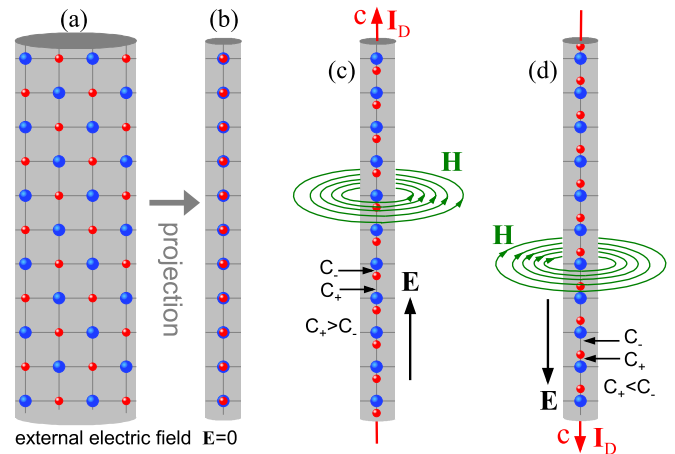 (a)
(b)
c
I_D
(c)
(d)
H
projection
H
C_-
C_+
E
C_+>C_-
C_-
C_+
E
C_+<C_-
external electric field E=0
c
I_D